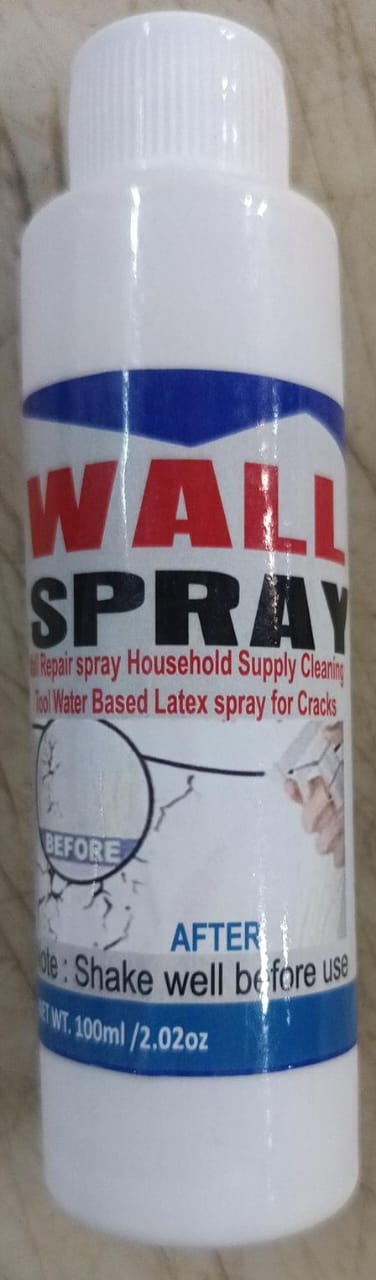 WALL
SPRAY
Repair spray Household Supply Cleaning
Tool Water Based Latex spray for Cracks
BEFORE
AFTER
: Shake well before use
WT. 100ml /2.02oz